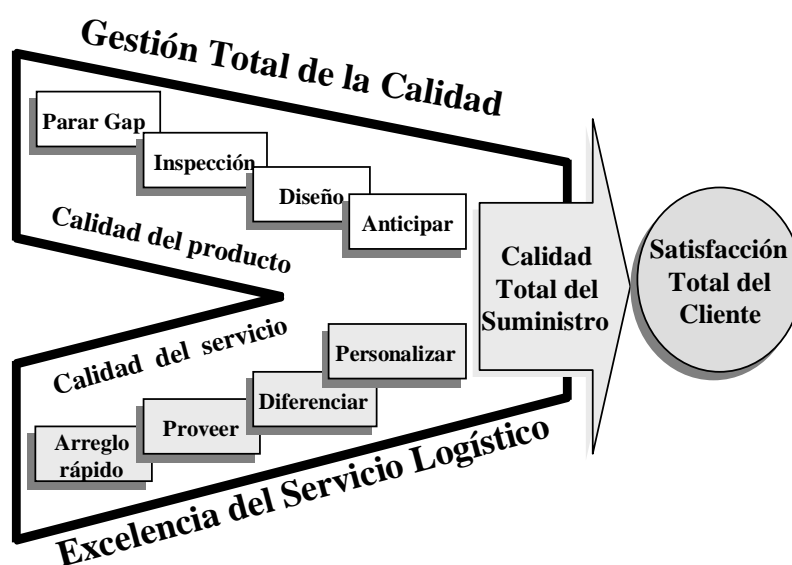 Gestión Total de la Calidad
Parar Gap
Inspección
Diseño
Anticipar
Calidad del producto
Calidad del servicio
Personalizar
Diferenciar
Proveer
Arreglo
rápido
Excelencia del Servicio Logístico
Calidad
Total del
Suministro
Satisfacción
Total del
Cliente